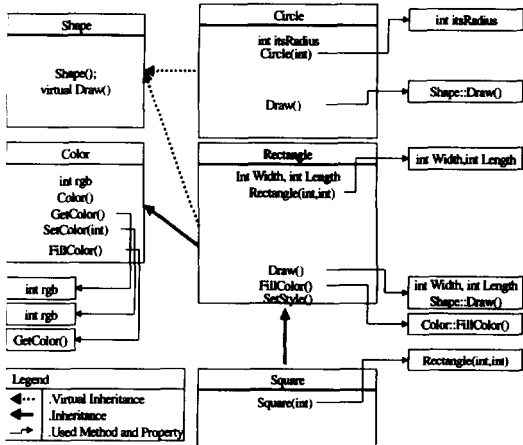 Shape
Shape();
virtual Draw()
Circle
int itsRadius
Circle(int)
Draw()
int itsRadius
Shape::Draw()
Color
int rgb
Color()
GetColor()
SetColor(int)
FillColor()
int rgb
int rgb
GetColor()
Rectangle
Int Width, int Length
Rectangle(int,int)
Draw()
FillColor()
SetStyle()
int Width,int Length
int Width, int Length
Shape::Draw()
Color::FillColor()
Square
Square(int)
Rectangle(int,int)
Legend
.Virtual Inheritance
.Inheritance
.Used Method and Property